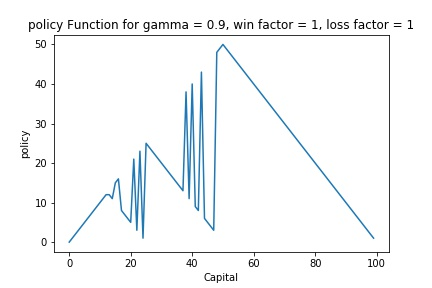 policy Function for gamma = 0.9, win factor = 1, loss factor = 1
50
40
30
20
10
0
policy
0 20 40 60 80 100
Capital